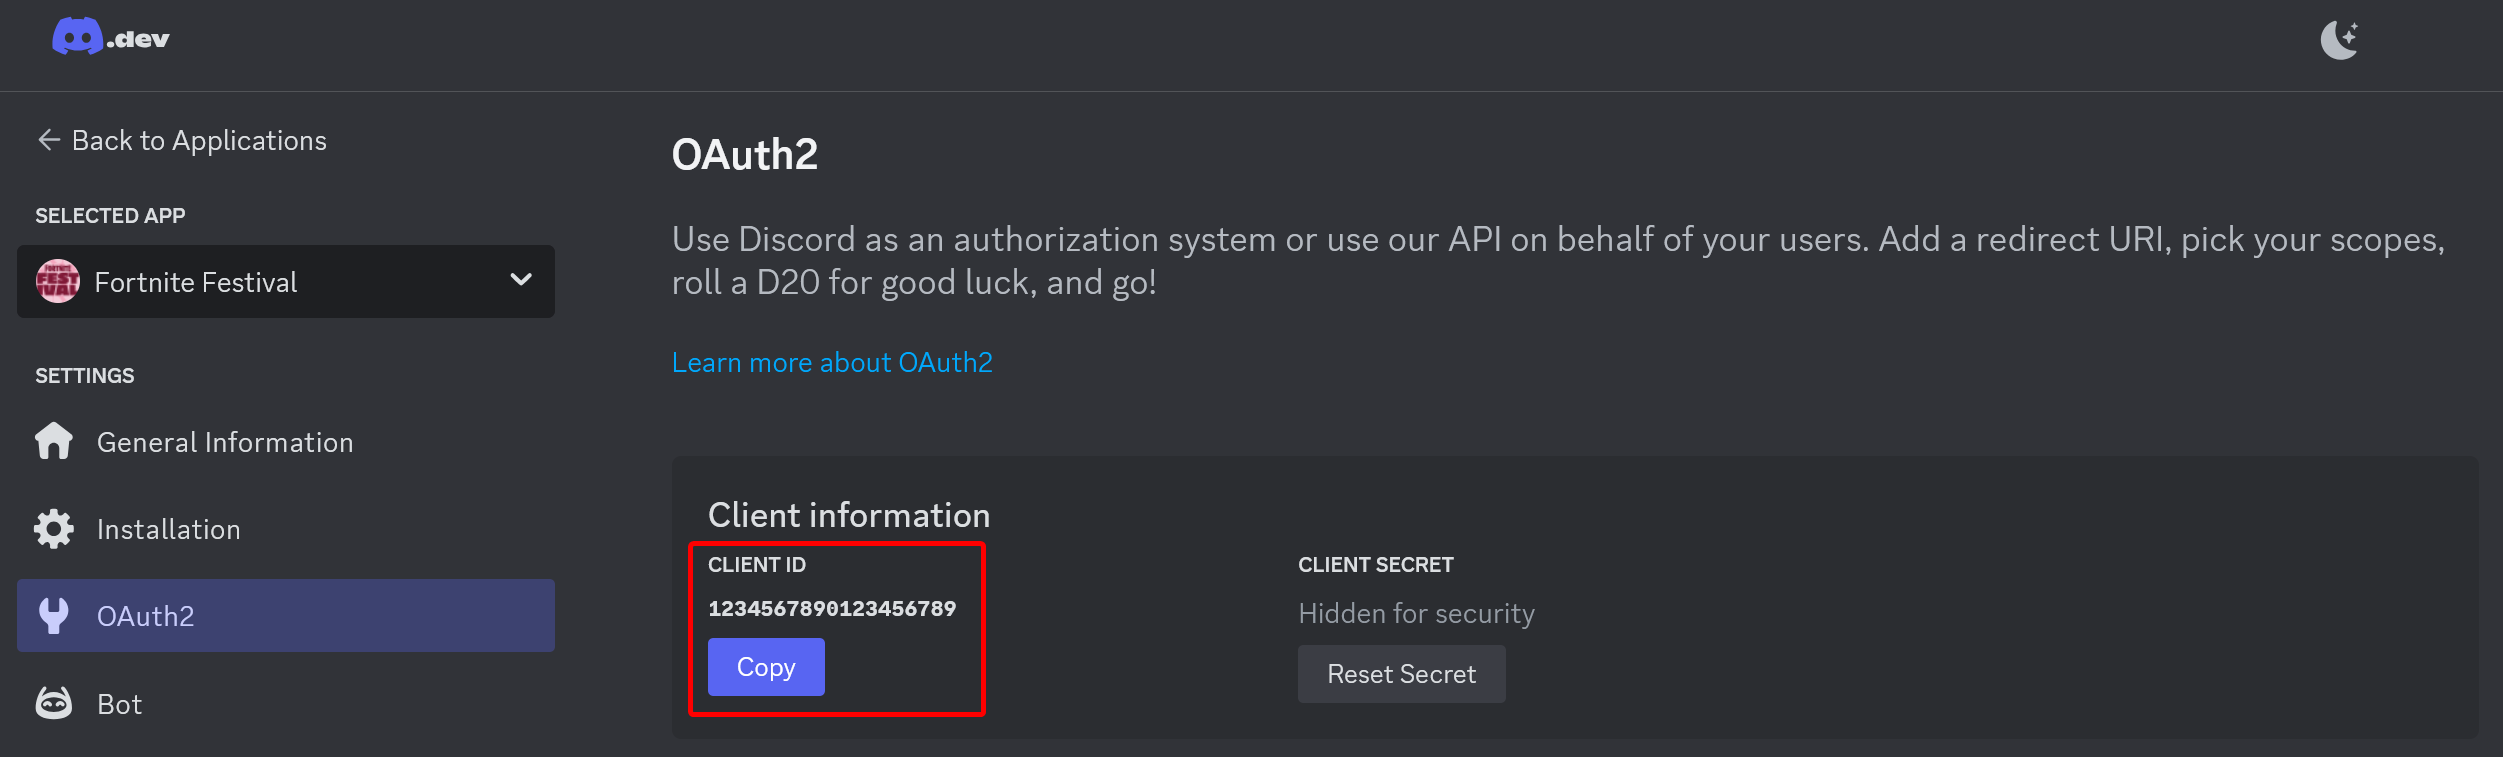 .dev
Back to Applications
SELECTED APP
FORTNITE
FEST
IVAL
Fortnite Festival
SETTINGS
General Information
Installation
OAuth2
Bot
OAuth2
Use Discord as an authorization system or use our API on behalf of your users. Add a redirect URI, pick your scopes,
roll a D20 for good luck, and go!
Learn more about OAuth2
Client information
CLIENT ID
1234567890123456789
Copy
CLIENT SECRET
Hidden for security
Reset Secret